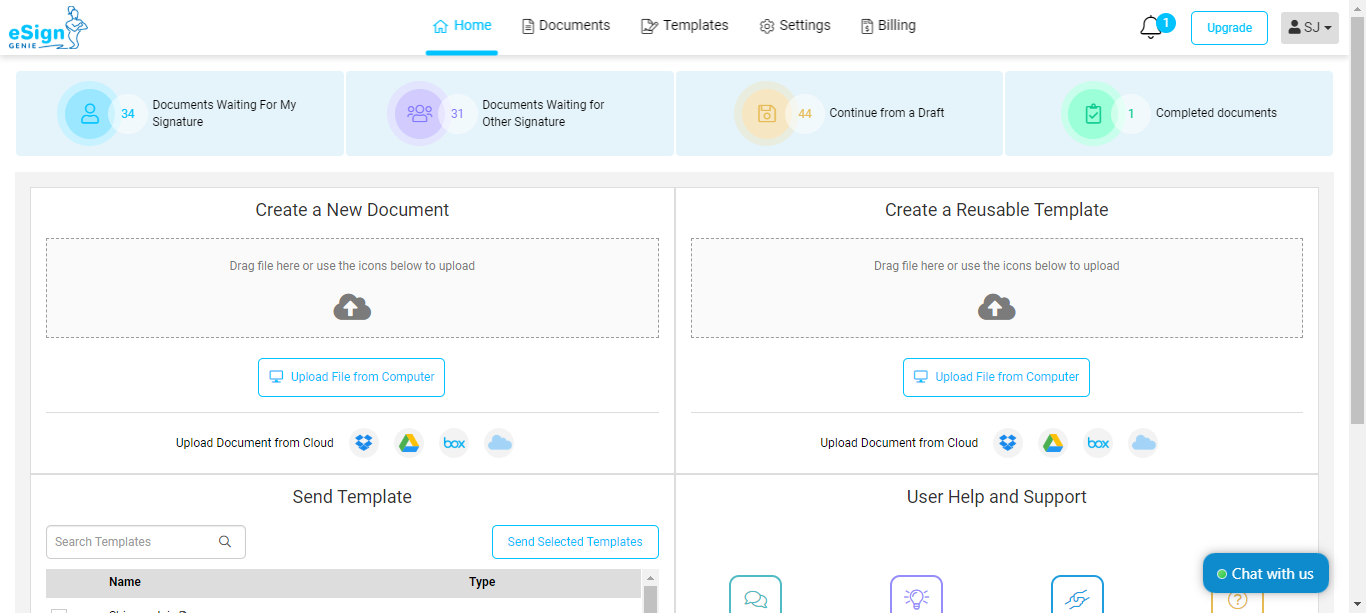 eSign
GENIE
Home
Documents
Templates
Settings
Billing
1
Upgrade
SJ
34
Documents Waiting For My
Signature
31
Documents Waiting for
Other Signature
44
Continue from a Draft
1
Completed documents
Create a New Document
Drag file here or use the icons below to upload
Upload File from Computer
Upload Document from Cloud
box
Create a Reusable Template
Drag file here or use the icons below to upload
Upload File from Computer
Upload Document from Cloud
box
Send Template
Search Templates
Send Selected Templates
Name Type
User Help and Support
Chat with us